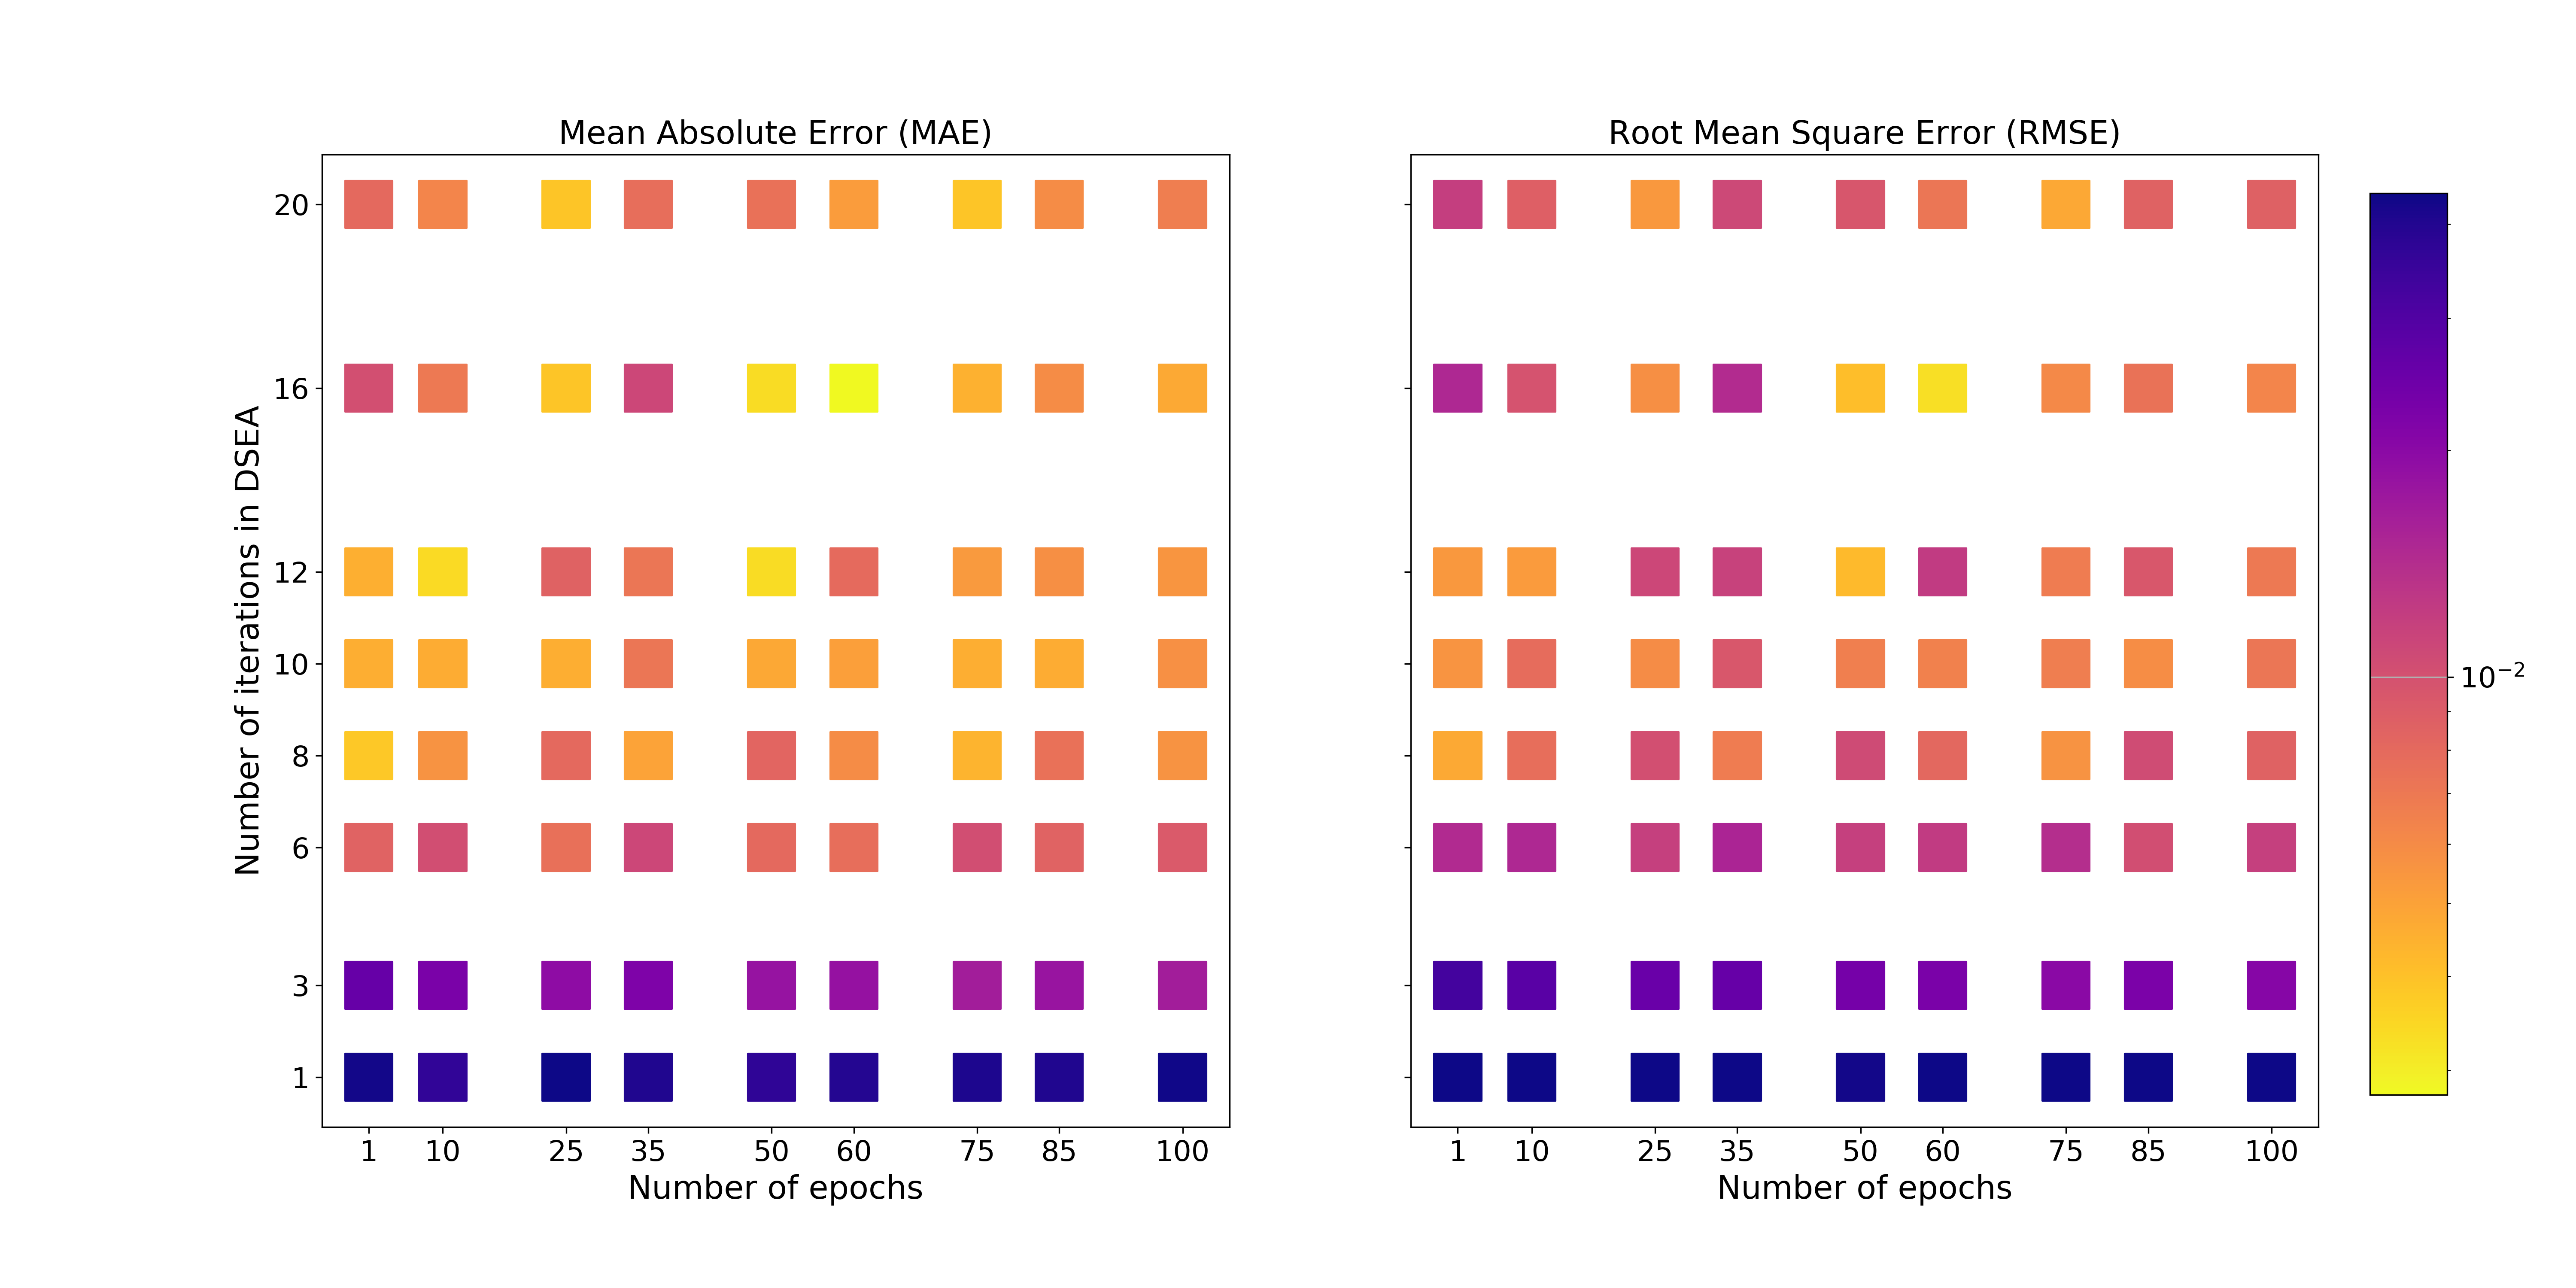 Mean Absolute Error (MAE)
Root Mean Square Error (RMSE)
Number of iterations in DSEA
20
16
12
10
8
6
3
1
1 10 25 35 50 60 75 85 100
Number of epochs
1 10 25 35 50 60 75 85 100
Number of epochs
10⁻²